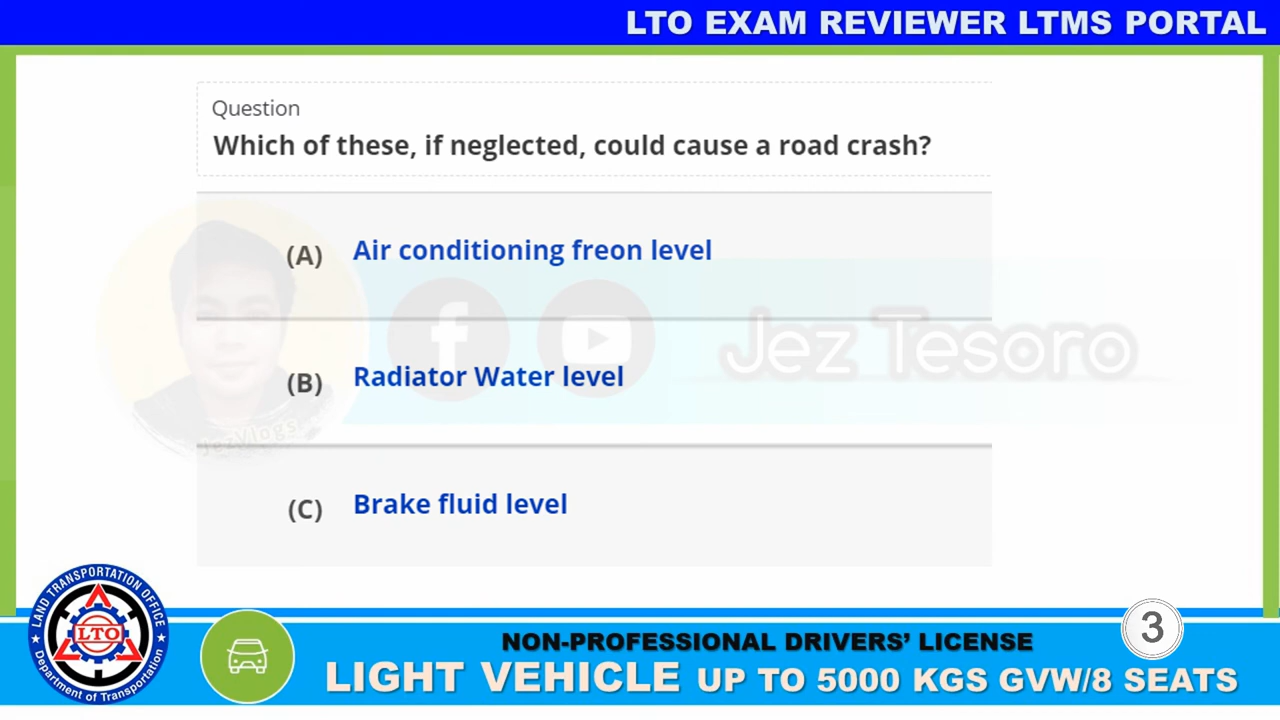 LTO EXAM REVIEWER LTMS PORTAL
Question
Which of these, if neglected, could cause a road crash?
(A) Air conditioning freon level
(B) Radiator Water level
(C) Brake fluid level
Jez Tesoro
JezVlogs
LAND TRANSPORTATION OFFICE
LTO
Department of Transportation
3
NON-PROFESSIONAL DRIVERS’ LICENSE
LIGHT VEHICLE UP TO 5000 KGS GVW/8 SEATS